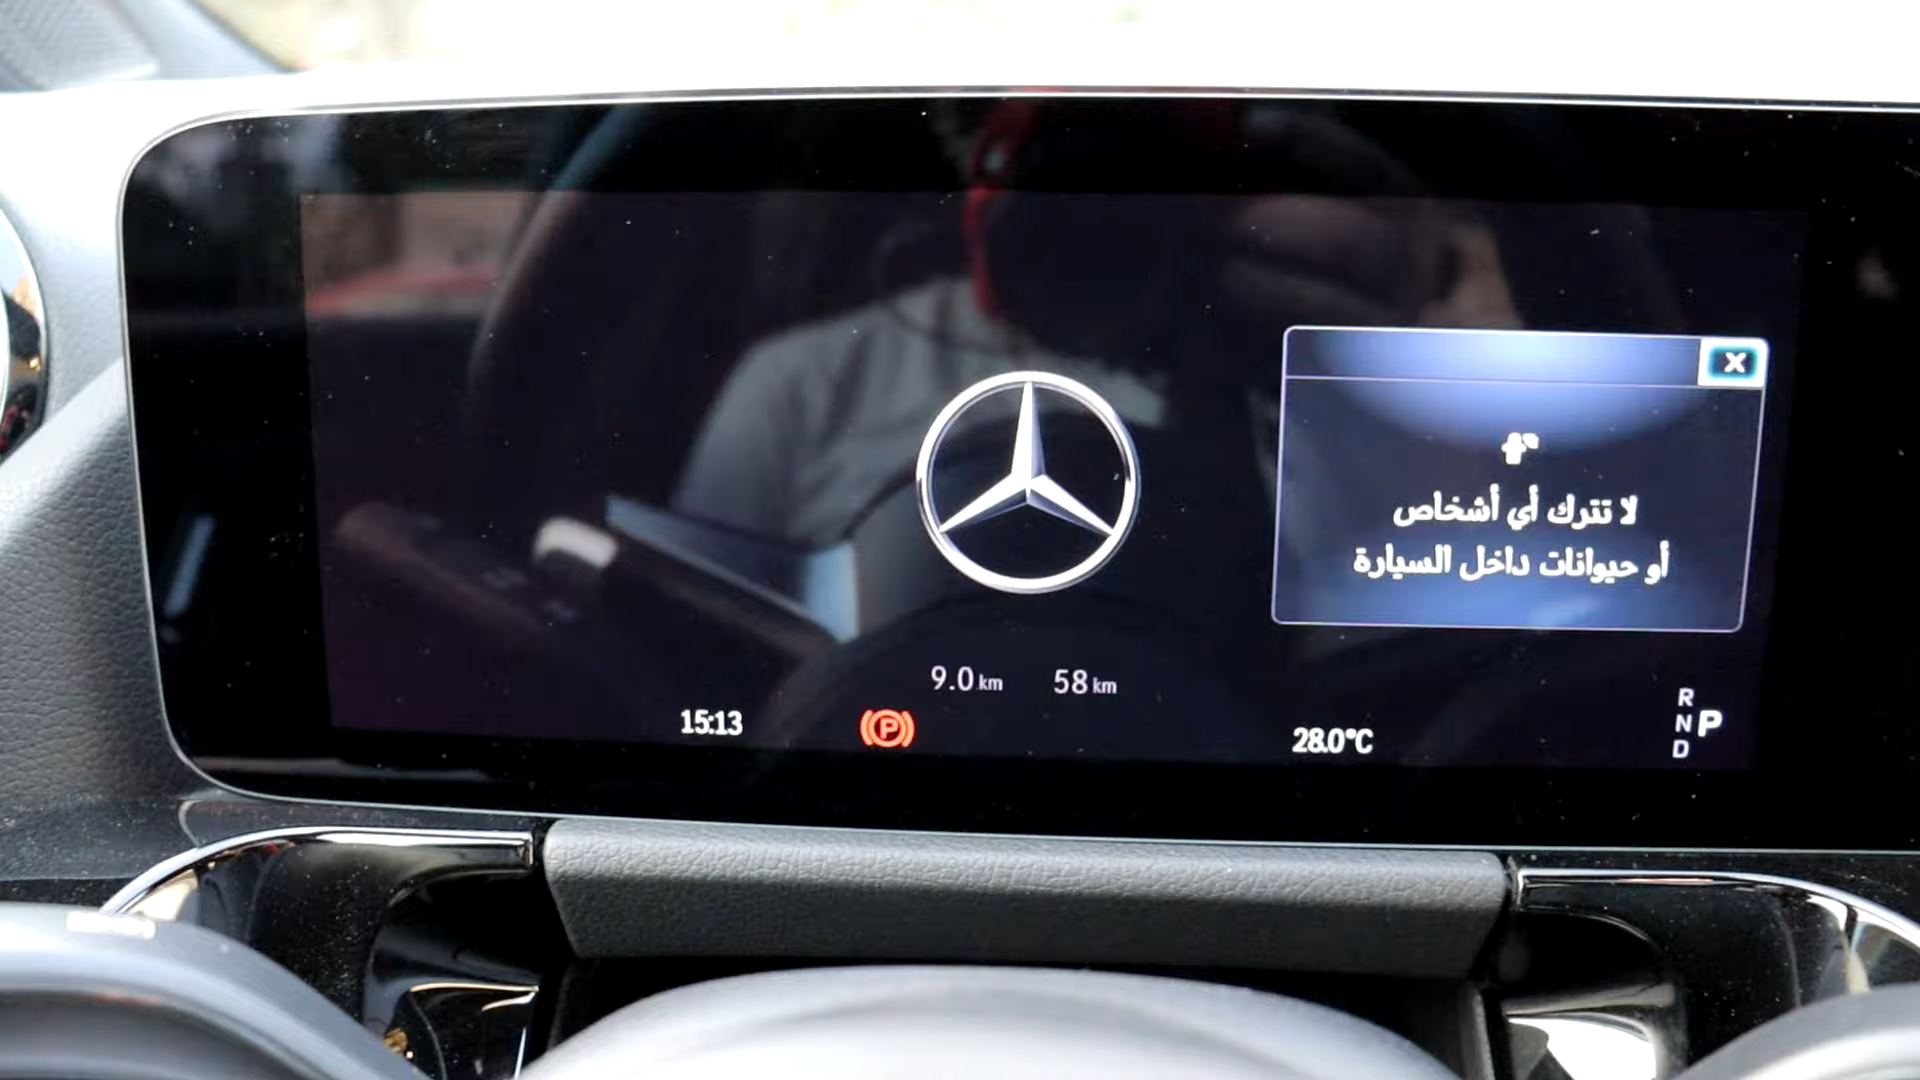 X
لا تترك أي أشخاص
أو حيوانات داخل السيارة
9.0 km 58 km
15:13 (P) 28.0°C
R
N P
D